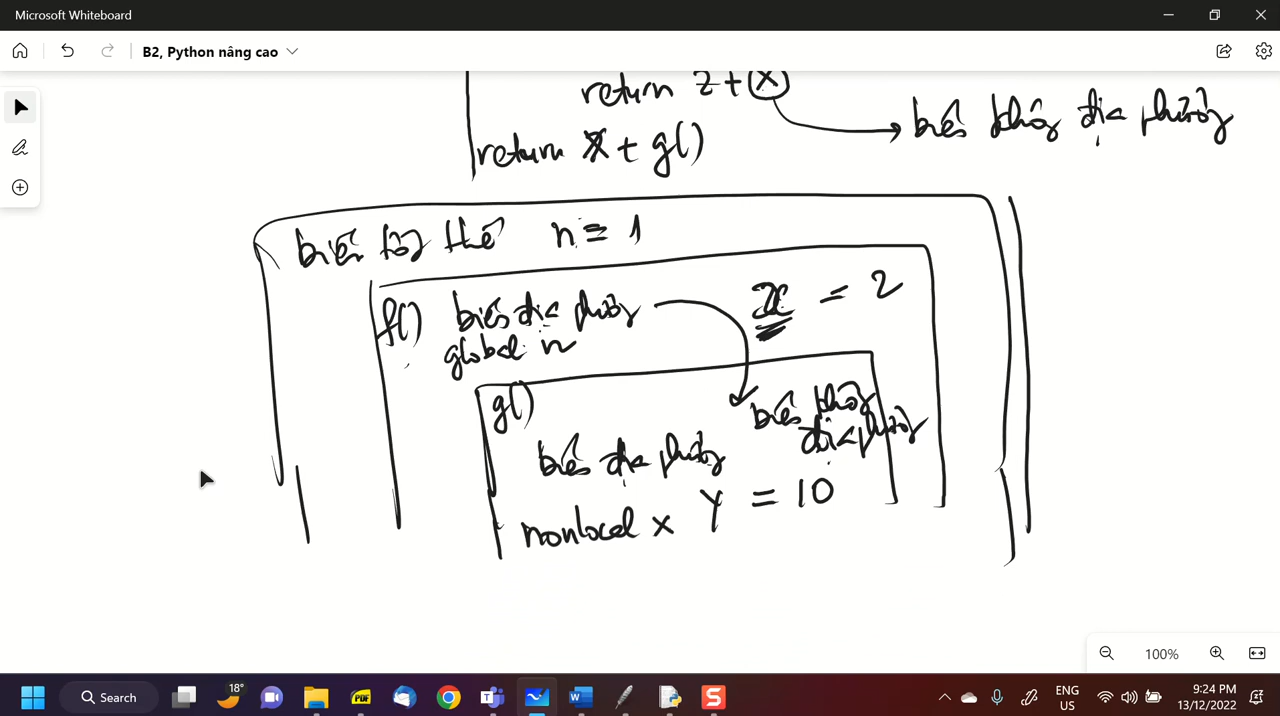 Microsoft Whiteboard
B2, Python nâng cao
return z + x
biến không địa phương
return x + g()
biến tổng thể n = 1
f() biến địa phương x = 2
global n
g()
biến không
địa phương
biến địa phương
nonlocal x y = 10
100%
Search
18°
PDF
W
S
ENG
US
9:24 PM
13/12/2022